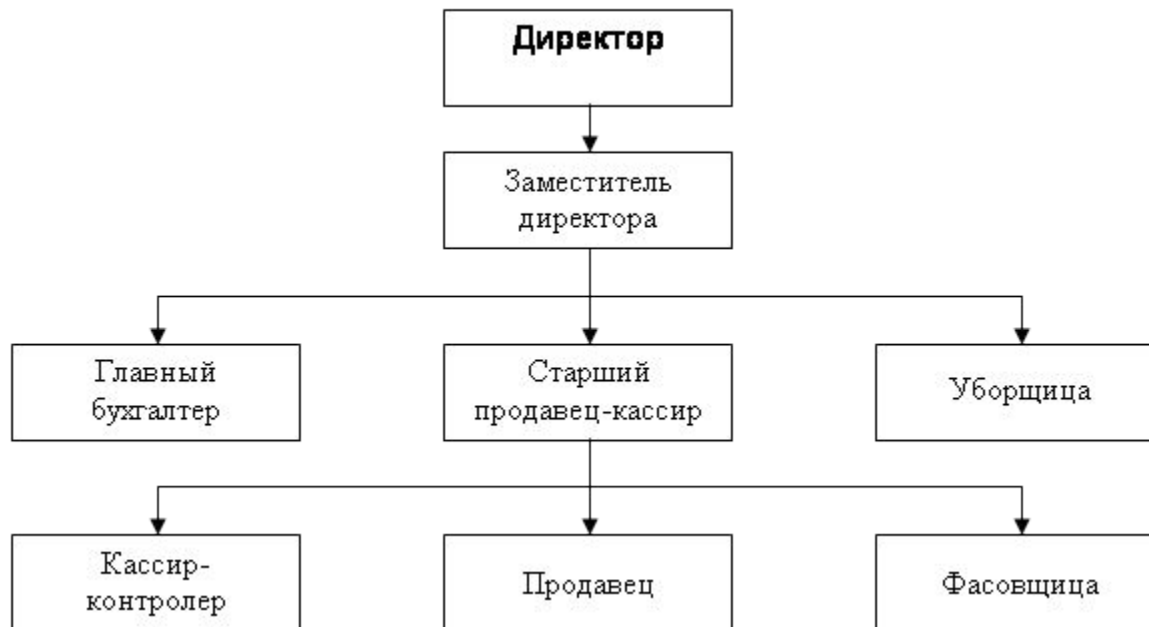 Директор
Заместитель
директора
Главный
бухгалтер
Старший
продавец-кассир
Уборщица
Кассир-
контролер
Продавец
Фасовщица